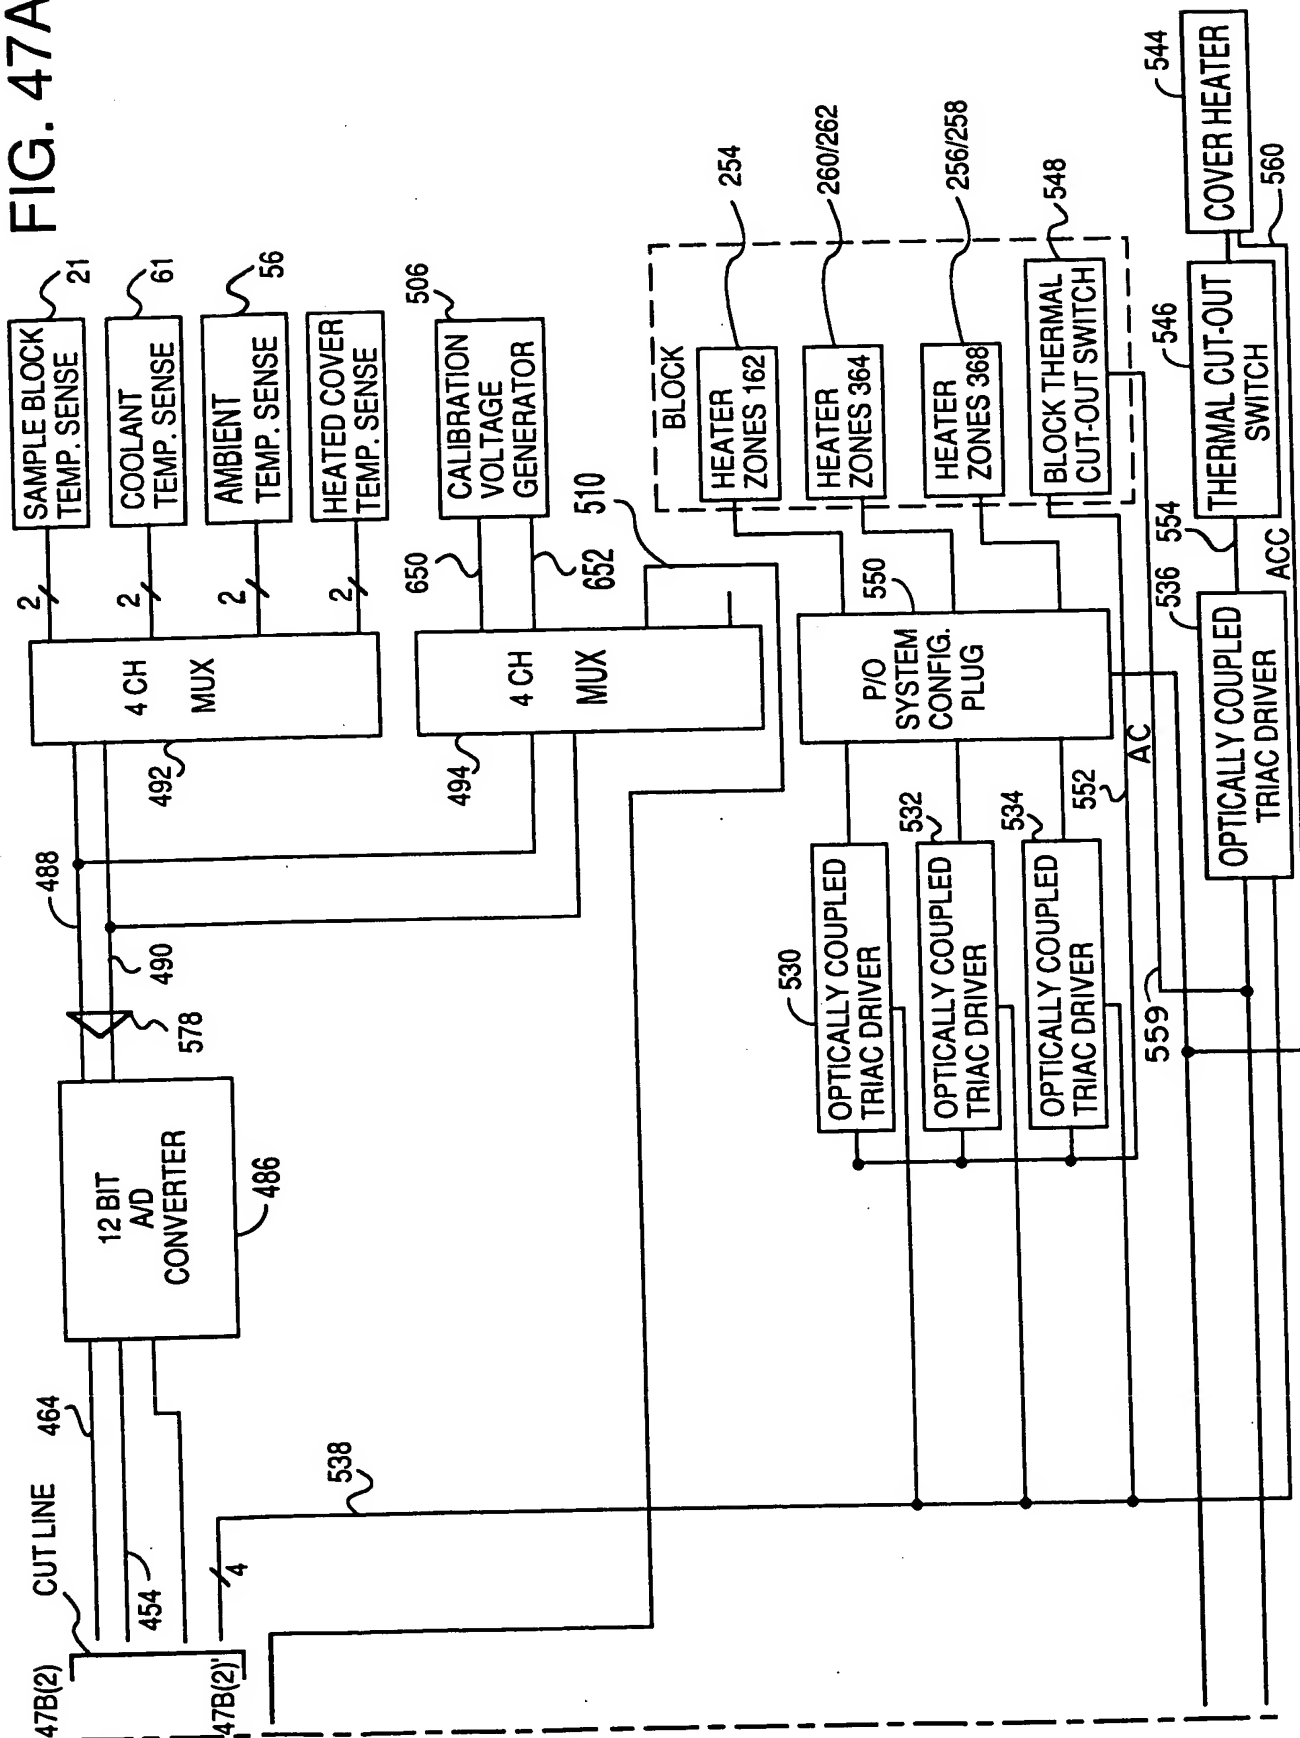 FIG. 47A
SAMPLE BLOCK
TEMP. SENSE
21
COOLANT
TEMP. SENSE
61
AMBIENT
TEMP. SENSE
56
HEATED COVER
TEMP. SENSE
2
2
2
2
4 CH
MUX
492
488
490
578
12 BIT
A/D
CONVERTER
486
464
454
CUT LINE
47B(2)
47B(2)'
4
538
CALIBRATION
VOLTAGE
GENERATOR
506
650
652
4 CH
MUX
494
510
BLOCK
HEATER
ZONES 162
254
HEATER
ZONES 364
260/262
HEATER
ZONES 368
256/258
BLOCK THERMAL
CUT-OUT SWITCH
548
P/O
SYSTEM
CONFIG.
PLUG
550
OPTICALLY COUPLED
TRIAC DRIVER
530
OPTICALLY COUPLED
TRIAC DRIVER
532
OPTICALLY COUPLED
TRIAC DRIVER
534
552
AC
559
OPTICALLY COUPLED
TRIAC DRIVER
536
554
ACC
THERMAL CUT-OUT
SWITCH
546
COVER HEATER
544
560